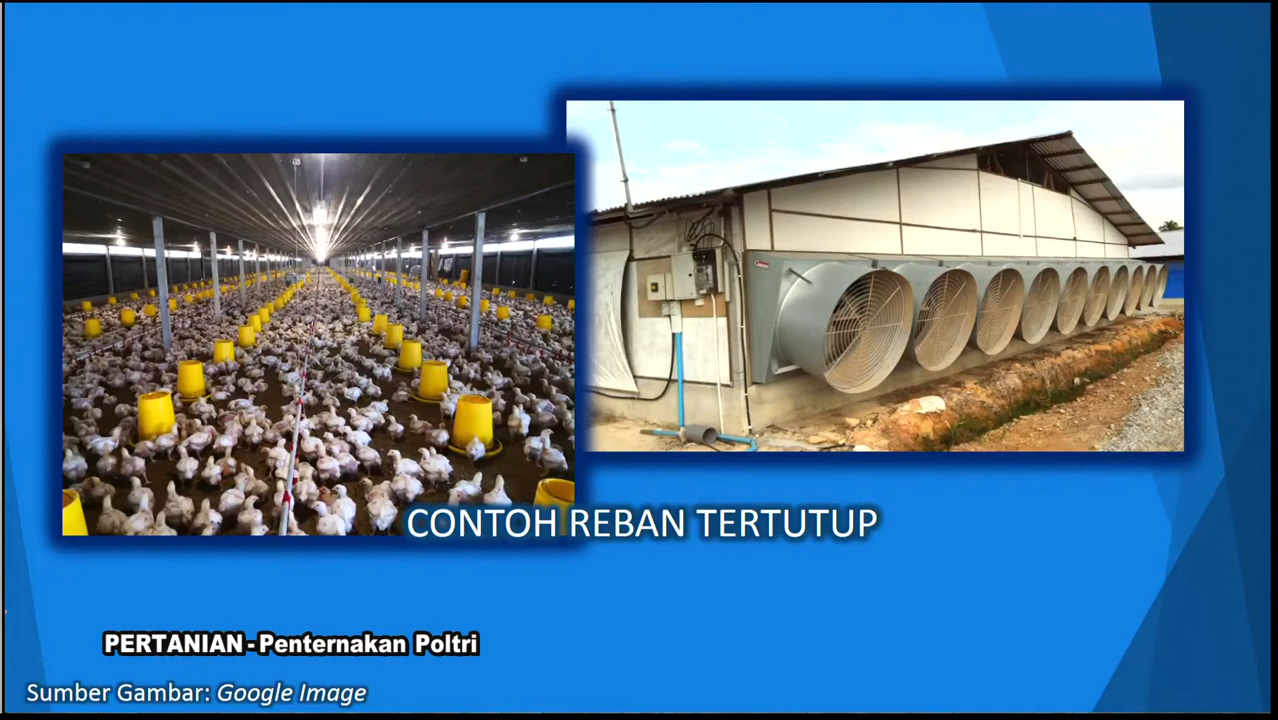 CONTOH REBAN TERTUTUP
PERTANIAN - Penternakan Poltri
Sumber Gambar: Google Image